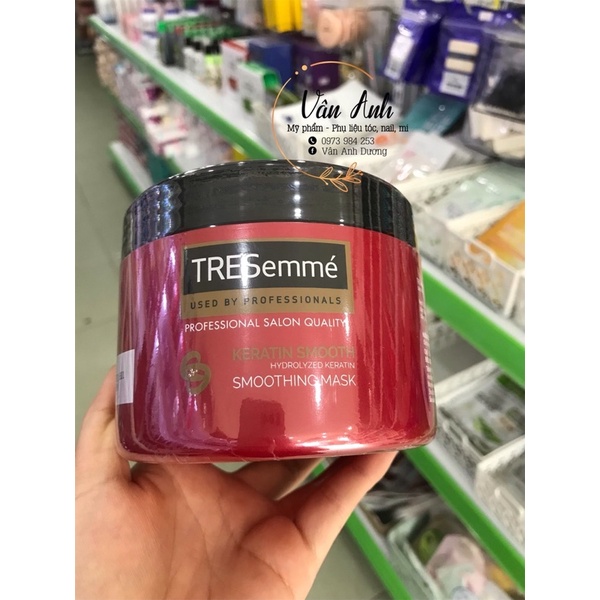 Vân Anh
Mỹ phẩm - Phụ liệu tóc, nail, mi
0973 984 253
Vân Anh Dương
TRESemmé
USED BY PROFESSIONALS
PROFESSIONAL SALON QUALITY
KERATIN SMOOTH
HYDROLYZED KERATIN
SMOOTHING MASK